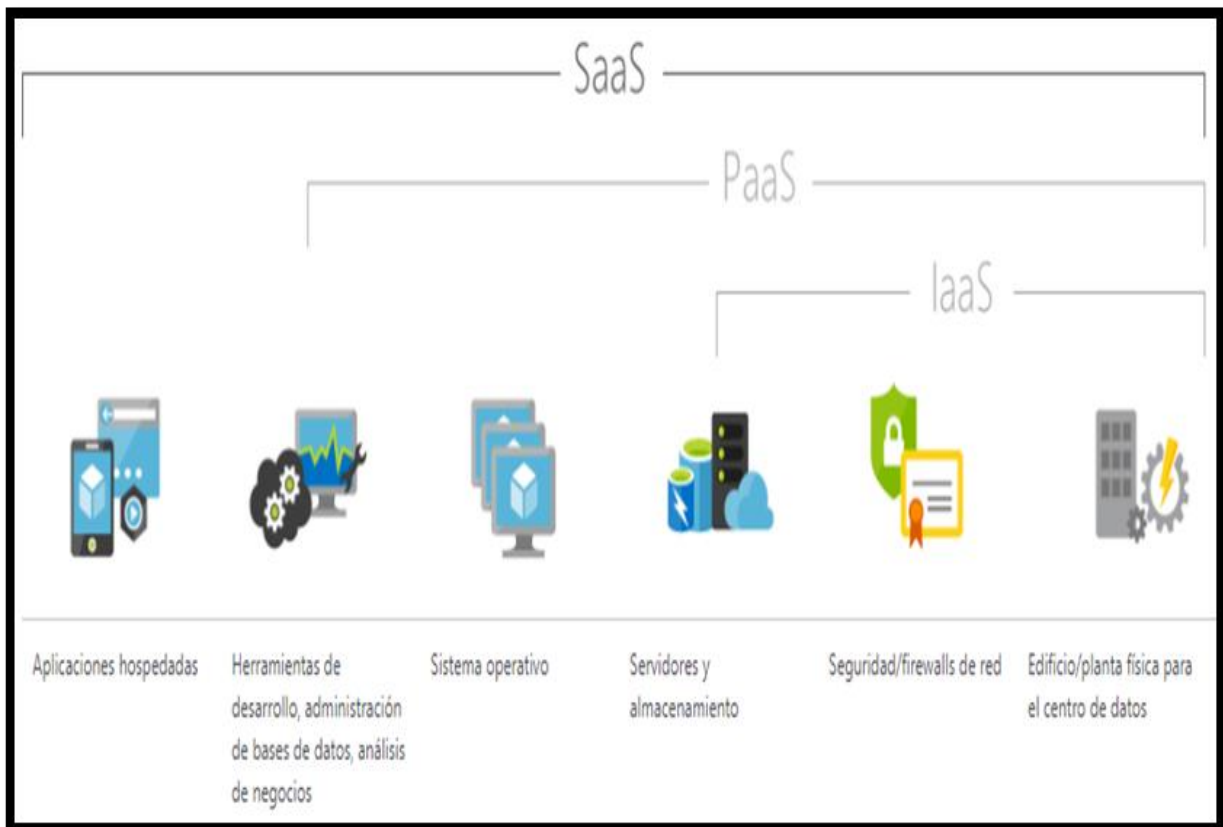 SaaS
PaaS
IaaS
Aplicaciones hospedadas
Herramientas de
desarrollo, administración
de bases de datos, análisis
de negocios
Sistema operativo
Servidores y
almacenamiento
Seguridad/firewalls de red
Edificio/planta física para
el centro de datos